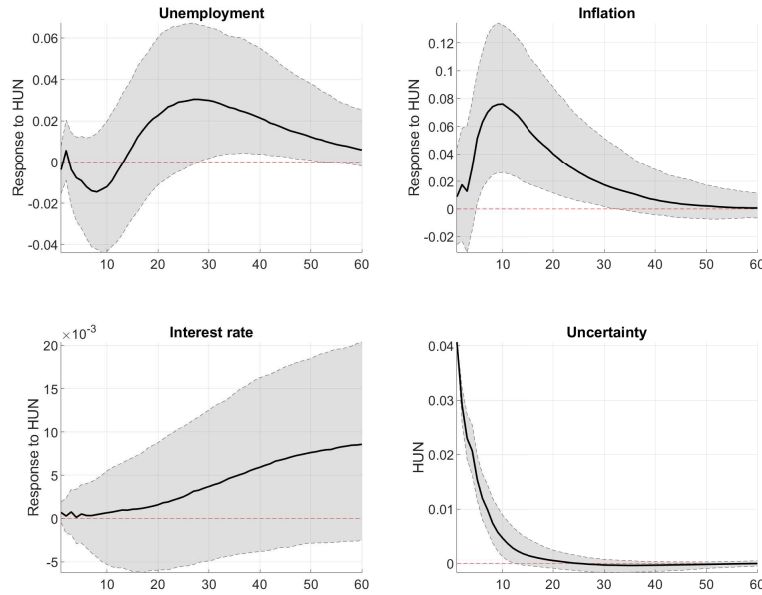 Unemployment
Response to HUN
0.06
0.04
0.02
0
-0.02
-0.04
10 20 30 40 50 60
Inflation
Response to HUN
0.12
0.1
0.08
0.06
0.04
0.02
0
-0.02
10 20 30 40 50 60
Interest rate
×10-3
Response to HUN
20
15
10
5
0
-5
10 20 30 40 50 60
Uncertainty
HUN
0.04
0.03
0.02
0.01
0
10 20 30 40 50 60